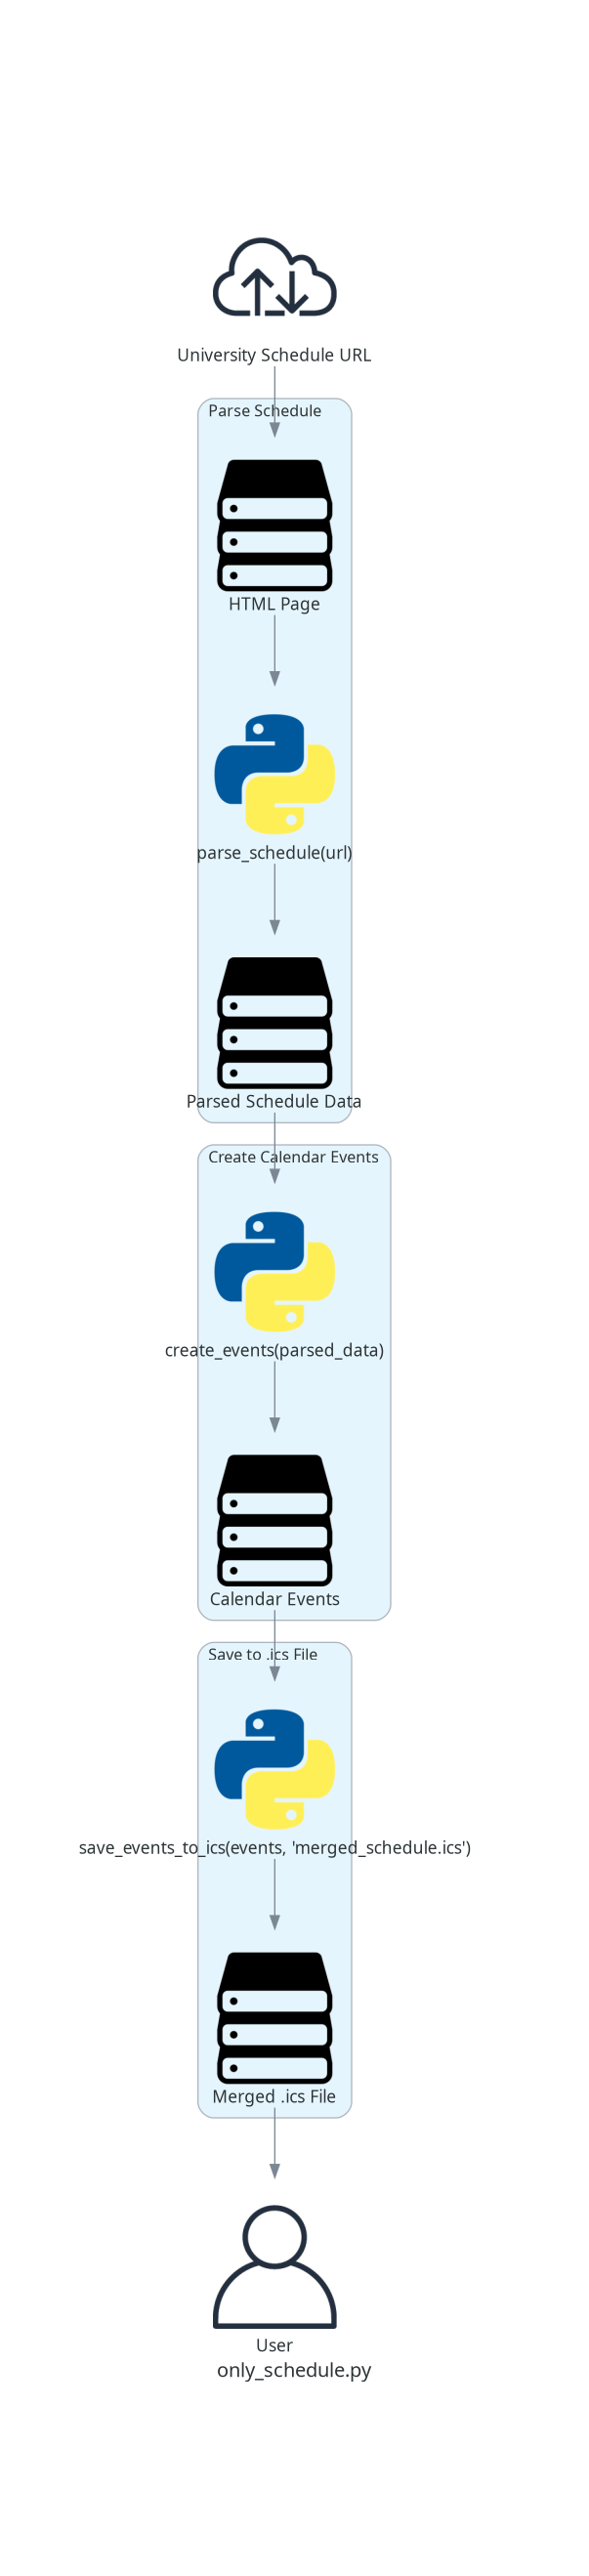 University Schedule URL
Parse Schedule
HTML Page
parse_schedule(url)
Parsed Schedule Data
Create Calendar Events
create_events(parsed_data)
Calendar Events
Save to .ics File
save_events_to_ics(events, 'merged_schedule.ics')
Merged .ics File
User
only_schedule.py